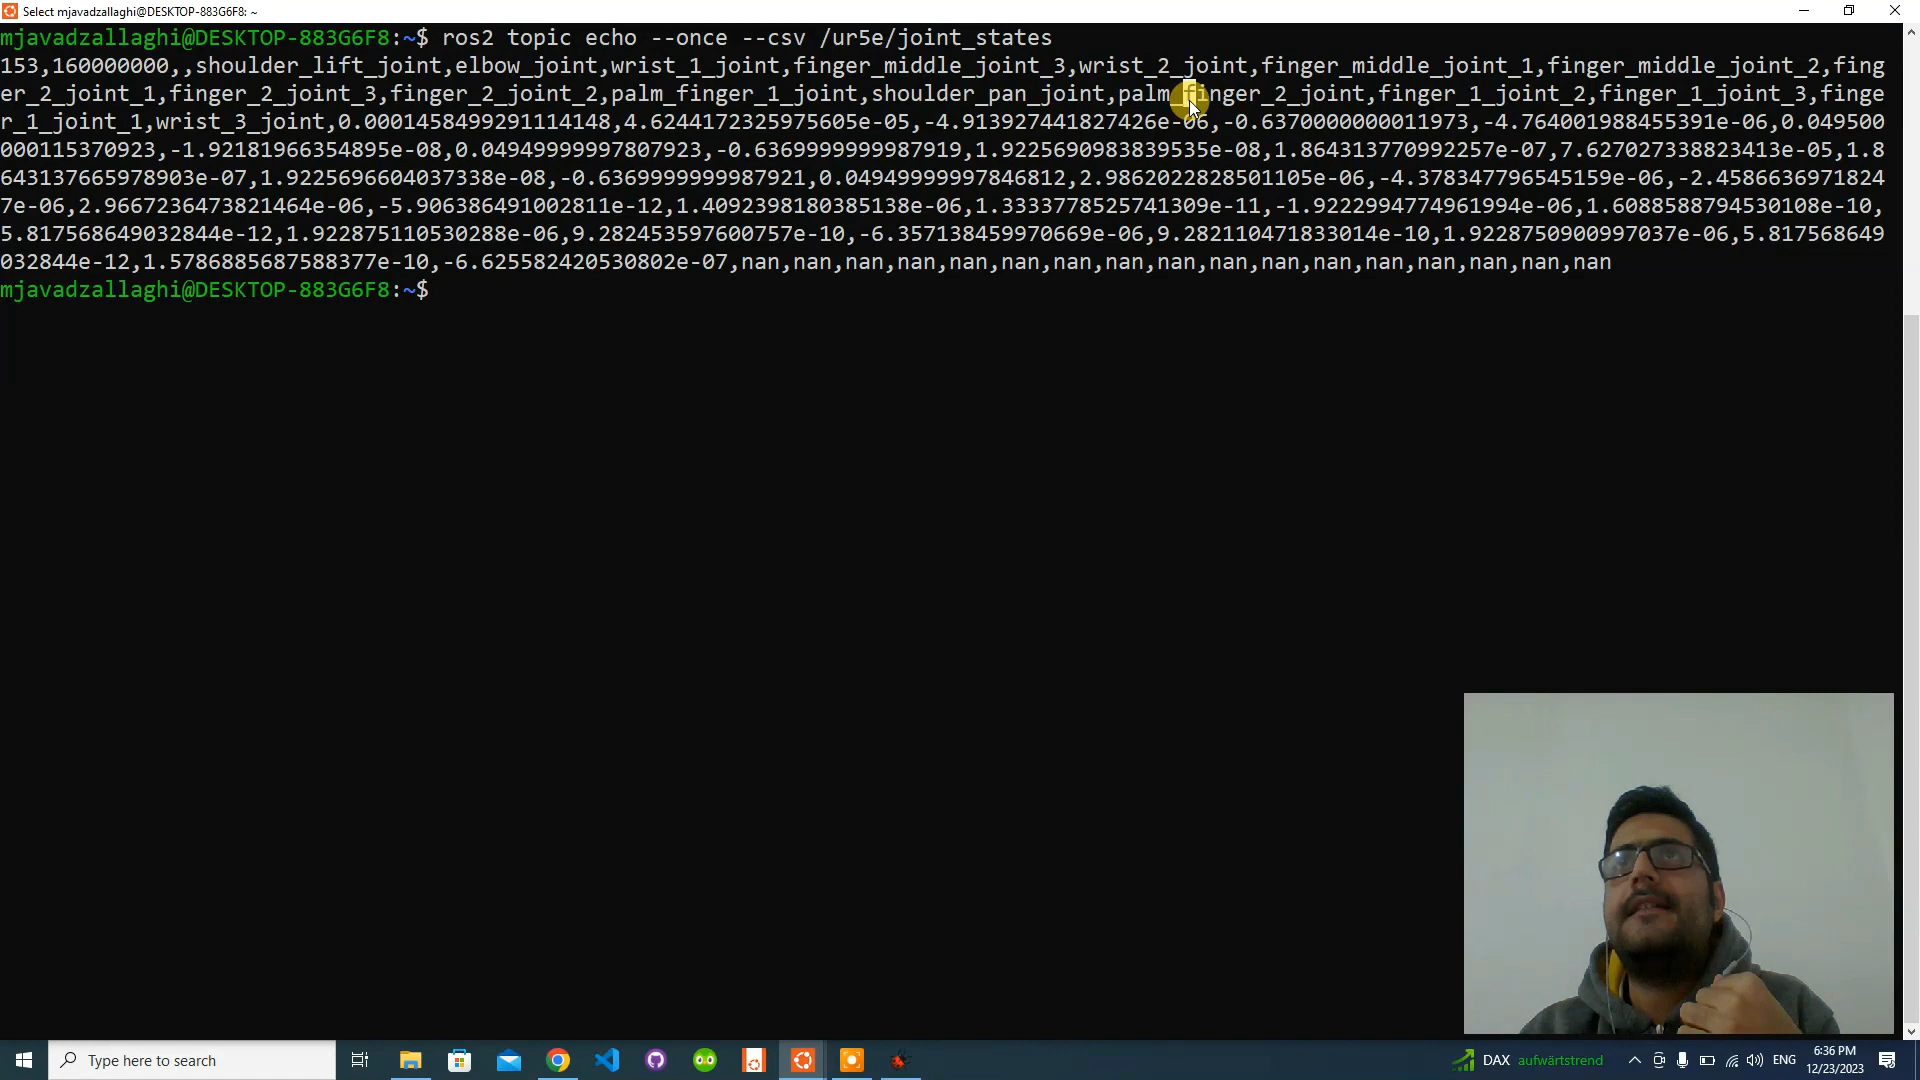 Select mjavadzallaghi@DESKTOP-883G6F8: ~
mjavadzallaghi@DESKTOP-883G6F8:~$ ros2 topic echo --once --csv /ur5e/joint_states
153,160000000,,shoulder_lift_joint,elbow_joint,wrist_1_joint,finger_middle_joint_3,wrist_2_joint,finger_middle_joint_1,finger_middle_joint_2,fing
er_2_joint_1,finger_2_joint_3,finger_2_joint_2,palm_finger_1_joint,shoulder_pan_joint,palm_finger_2_joint,finger_1_joint_2,finger_1_joint_3,finge
r_1_joint_1,wrist_3_joint,0.0001458499291114148,4.6244172325975605e-05,-4.913927441827426e-06,-0.6370000000011973,-4.764001988455391e-06,0.04950
000115370923,-1.92181966354895e-08,0.04949999997807923,-0.6369999999987919,1.9225690983839535e-08,1.864313770992257e-07,7.627027338823413e-05,1.8
643137665978903e-07,1.9225696604037338e-08,-0.6369999999987921,0.04949999997846812,2.9862022828501105e-06,-4.378347796545159e-06,-2.4586636971824
7e-06,2.9667236473821464e-06,-5.906386491002811e-12,1.4092398180385138e-06,1.3333778525741309e-11,-1.9222994774961994e-06,1.6088588794530108e-10,
5.817568649032844e-12,1.922875110530288e-06,9.282453597600757e-10,-6.357138459970669e-06,9.282110471833014e-10,1.9228750900997037e-06,5.817568649
032844e-12,1.5786885687588377e-10,-6.625582420530802e-07,nan,nan,nan,nan,nan,nan,nan,nan,nan,nan,nan,nan,nan,nan,nan,nan,nan
mjavadzallaghi@DESKTOP-883G6F8:~$
Type here to search
DAX aufwärtstrend
ENG
6:36 PM
12/23/2023